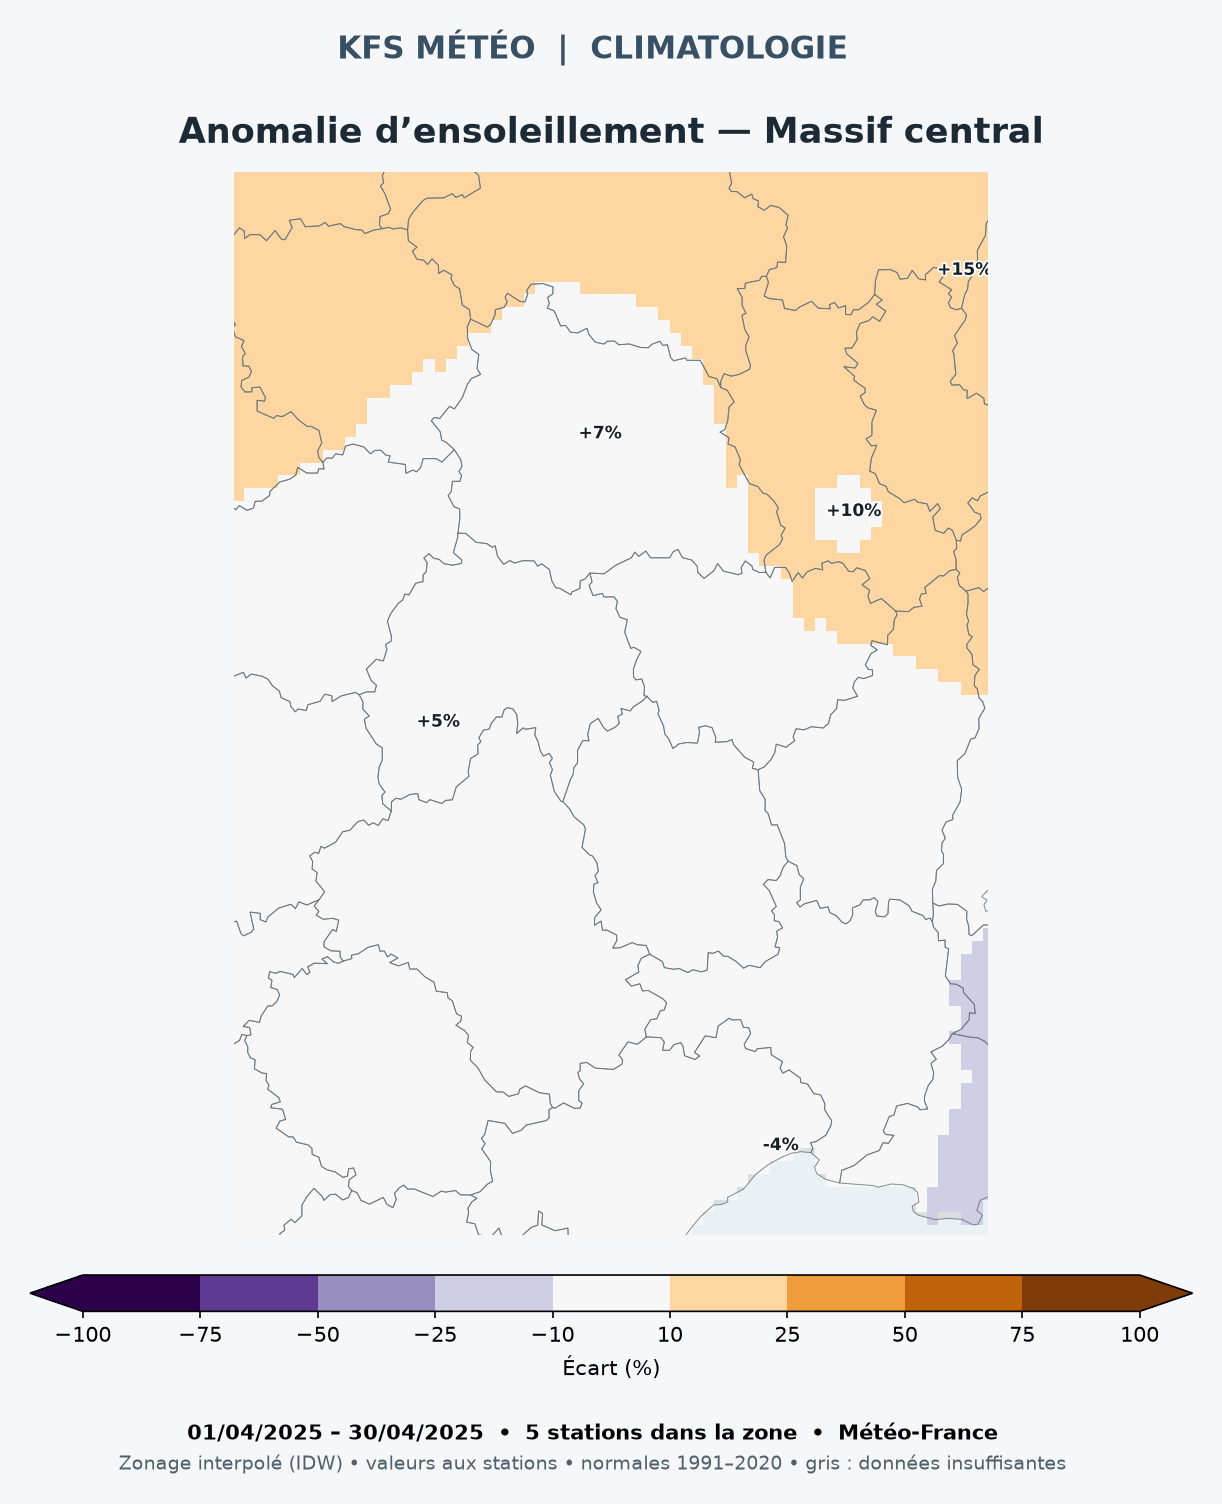 KFS MÉTÉO | CLIMATOLOGIE
Anomalie d’ensoleillement — Massif central
+15%
+7%
+10%
+5%
-4%
−100 −75 −50 −25 −10 10 25 50 75 100
Écart (%)
01/04/2025 – 30/04/2025 • 5 stations dans la zone • Météo-France
Zonage interpolé (IDW) • valeurs aux stations • normales 1991–2020 • gris : données insuffisantes